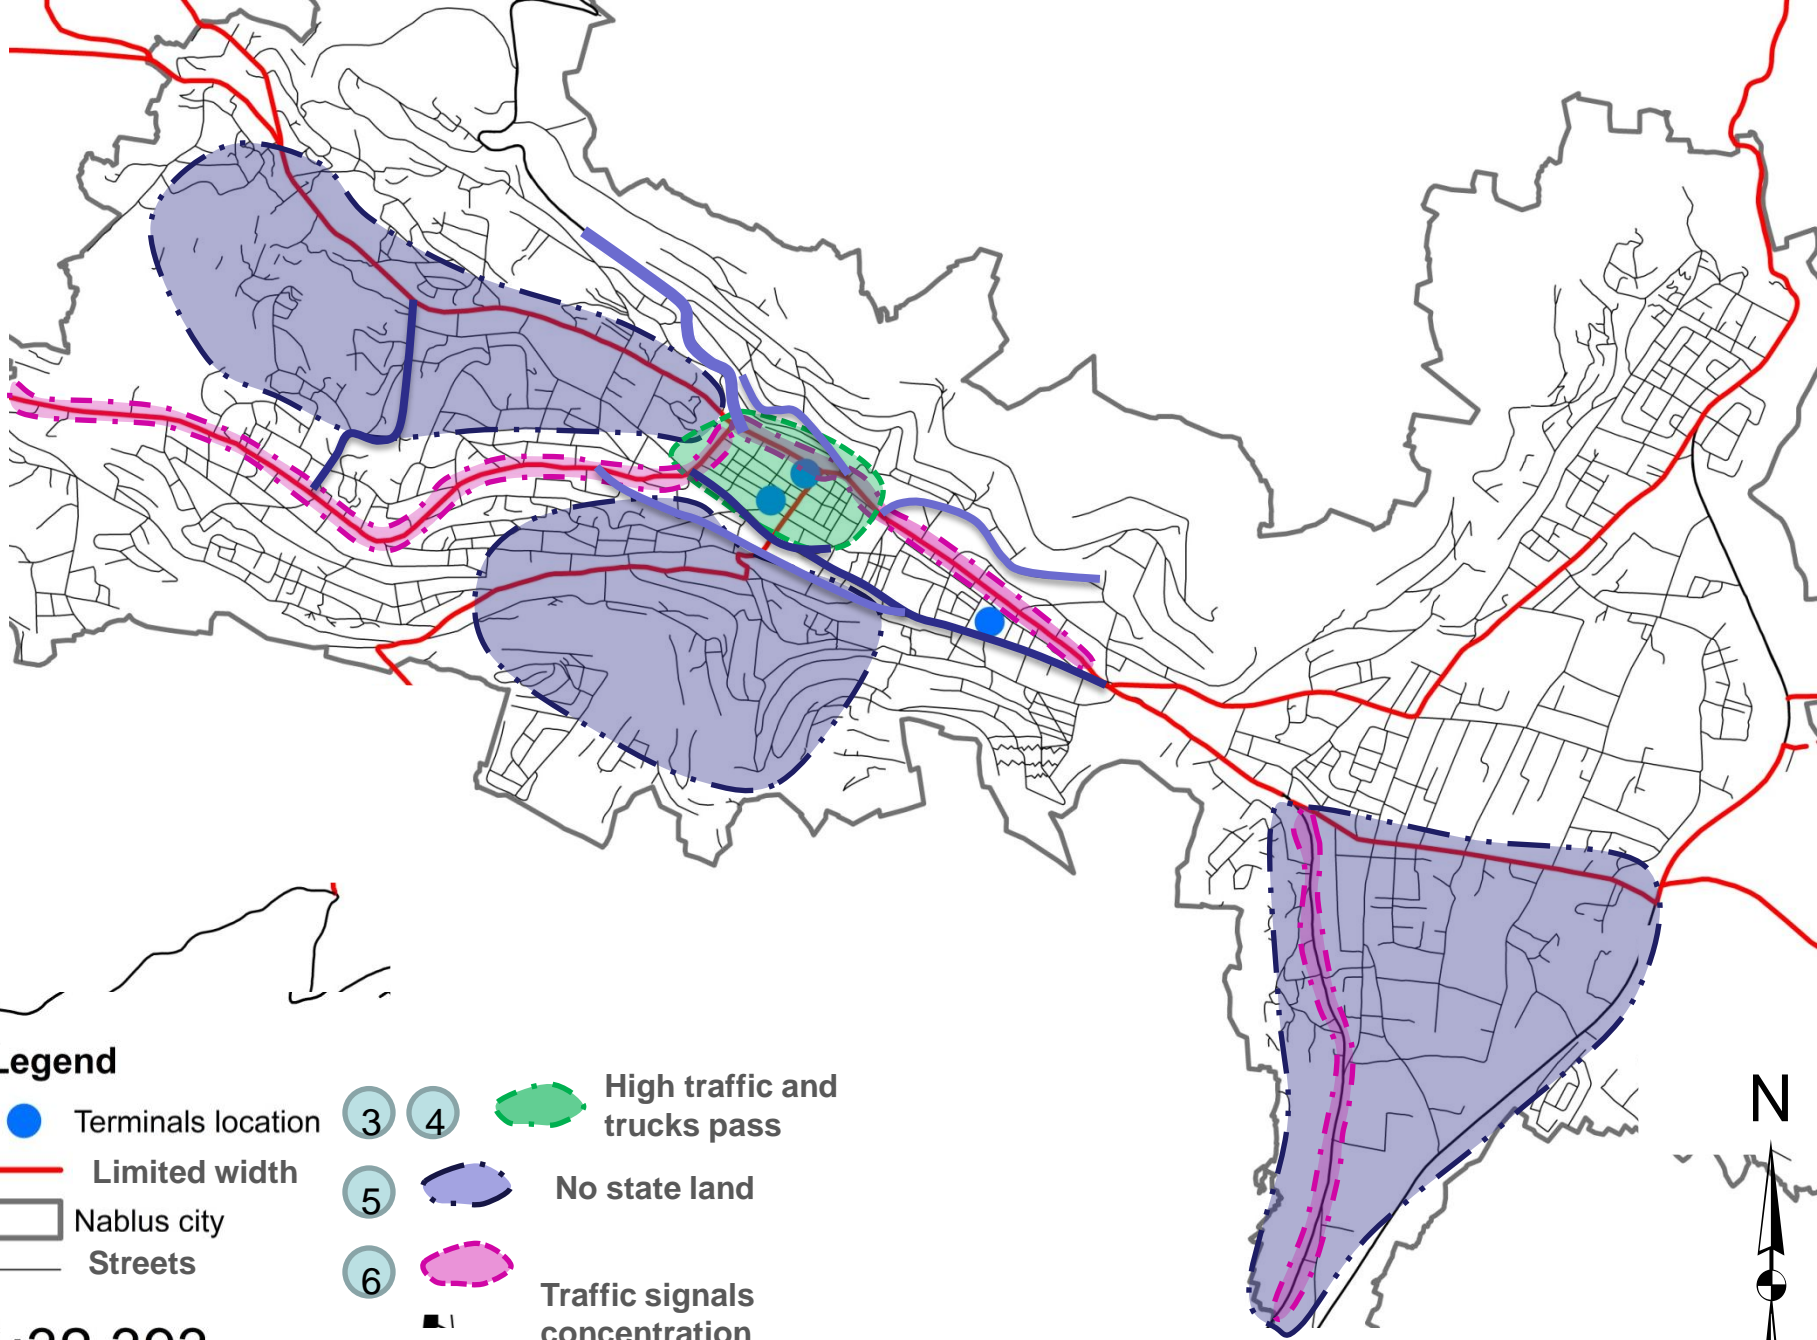 Legend
Terminals location
Limited width
Nablus city
Streets
3 4
High traffic and
trucks pass
5
No state land
6
Traffic signals
concentration
N